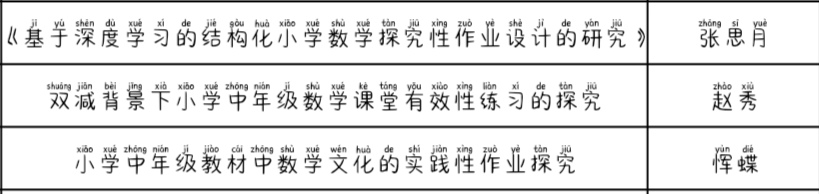 jī yú shēn dù xué xí de jié gòu huà xiǎo xué shù xué tàn jiū xìng zuò yè shè jì de yán jiū
《基于深度学习的结构化小学数学探究性作业设计的研究》
zhāng sī yuè
张思月
shuāng jiǎn bèi jǐng xià xiǎo xué zhōng nián jí shù xué kè táng yǒu xiào xìng liàn xí de tàn jiū
双减背景下小学中年级数学课堂有效性练习的探究
zhào xiù
赵秀
xiǎo xué zhōng nián jí jiào cái zhōng shù xué wén huà de shí jiàn xìng zuò yè tàn jiū
小学中年级教材中数学文化的实践性作业探究
yùn dié
恽蝶